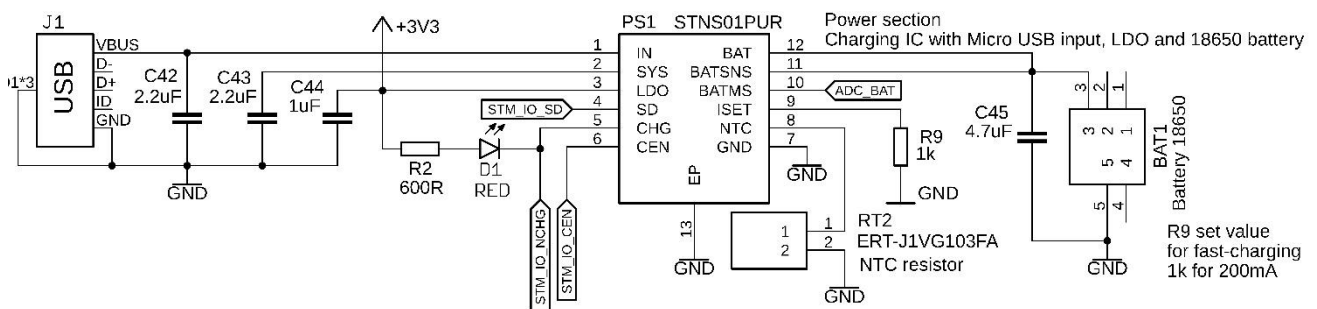 J1
+3V3
PS1 STNS01PUR
Power section
Charging IC with Micro USB input, LDO and 18650 battery
VBUS
D-
D+
ID
GND
USB
1*3
C42
2.2uF
C43
2.2uF
C44
1uF
GND
R2
600R
D1
RED
STM_IO_SD
STM_IO_NCHG
STM_IO_CEN
1 IN BAT 12
2 SYS BATSNS 11
3 LDO BATMS 10
4 SD ISET 9
5 CHG NTC 8
6 CEN GND 7
EP
13
GND
ADC_BAT
GND
R9
1k
GND
1 1
2 2
RT2
ERT-J1VG103FA
NTC resistor
GND
C45
4.7uF
3 2 1
3 2 1
5 4
5 4
BAT1
Battery 18650
GND
R9 set value
for fast-charging
1k for 200mA